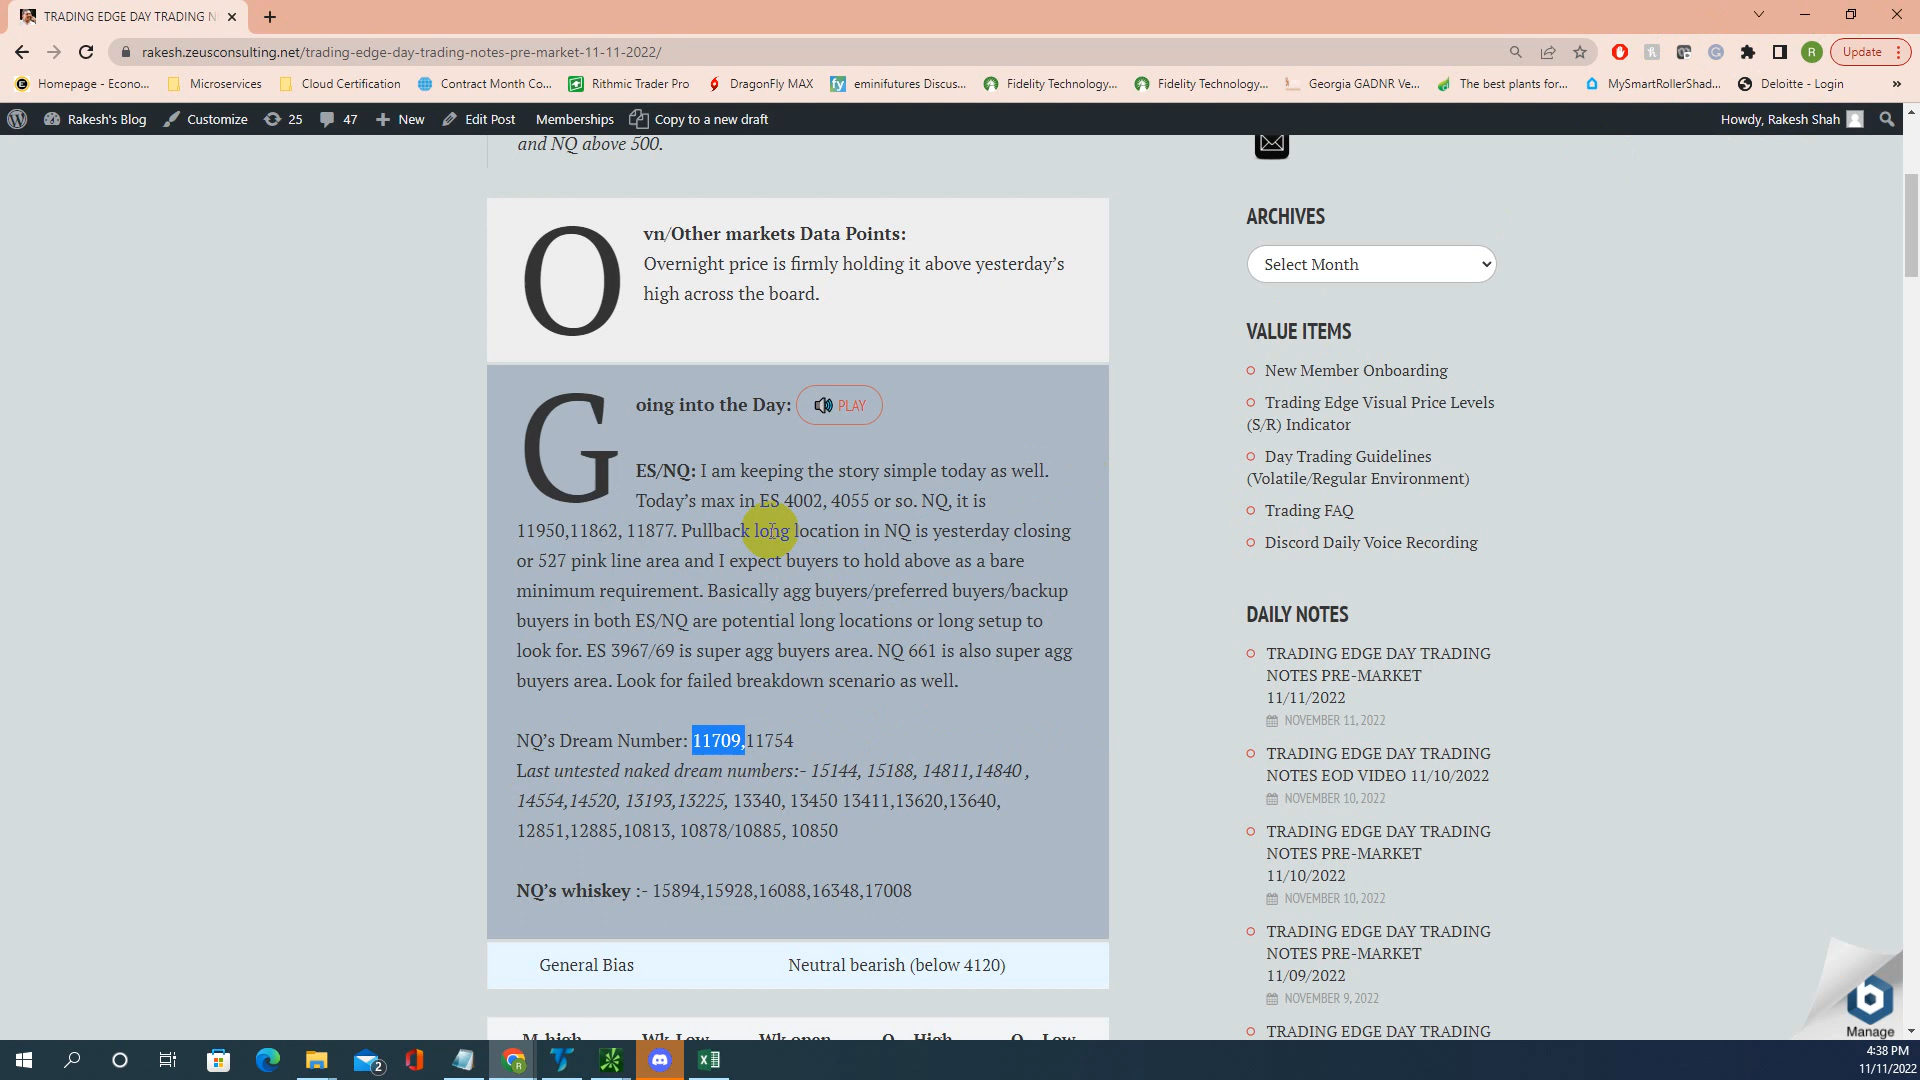 TRADING EDGE DAY TRADING N
rakesh.zeusconsulting.net/trading-edge-day-trading-notes-pre-market-11-11-2022/
R
Update
Homepage - Econo...
Microservices
Cloud Certification
Contract Month Co...
Rithmic Trader Pro
DragonFly MAX
eminifutures Discus...
Fidelity Technology...
Fidelity Technology...
Georgia GADNR Ve...
The best plants for...
MySmartRollerShad...
Deloitte - Login
»
Rakesh's Blog
Customize
25
47
New
Edit Post
Memberships
Copy to a new draft
Howdy, Rakesh Shah
and NQ above 500.
Ovn/Other markets Data Points:
Overnight price is firmly holding it above yesterday's
high across the board.
Going into the Day: PLAY
ES/NQ: I am keeping the story simple today as well.
Today's max in ES 4002, 4055 or so. NQ, it is
11950,11862, 11877. Pullback long location in NQ is yesterday closing
or 527 pink line area and I expect buyers to hold above as a bare
minimum requirement. Basically agg buyers/preferred buyers/backup
buyers in both ES/NQ are potential long locations or long setup to
look for. ES 3967/69 is super agg buyers area. NQ 661 is also super agg
buyers area. Look for failed breakdown scenario as well.
NQ's Dream Number: 11709,11754
Last untested naked dream numbers:- 15144, 15188, 14811,14840 ,
14554,14520, 13193,13225, 13340, 13450 13411,13620,13640,
12851,12885,10813, 10878/10885, 10850
NQ's whiskey :- 15894,15928,16088,16348,17008
General Bias
Neutral bearish (below 4120)
M-high
Wk-Low
Wk open
O - High
O - Low
ARCHIVES
Select Month
VALUE ITEMS
New Member Onboarding
Trading Edge Visual Price Levels
(S/R) Indicator
Day Trading Guidelines
(Volatile/Regular Environment)
Trading FAQ
Discord Daily Voice Recording
DAILY NOTES
TRADING EDGE DAY TRADING
NOTES PRE-MARKET
11/11/2022
NOVEMBER 11, 2022
TRADING EDGE DAY TRADING
NOTES EOD VIDEO 11/10/2022
NOVEMBER 10, 2022
TRADING EDGE DAY TRADING
NOTES PRE-MARKET
11/10/2022
NOVEMBER 10, 2022
TRADING EDGE DAY TRADING
NOTES PRE-MARKET
11/09/2022
NOVEMBER 9, 2022
TRADING EDGE DAY TRADING
Manage
2
4:38 PM
11/11/2022